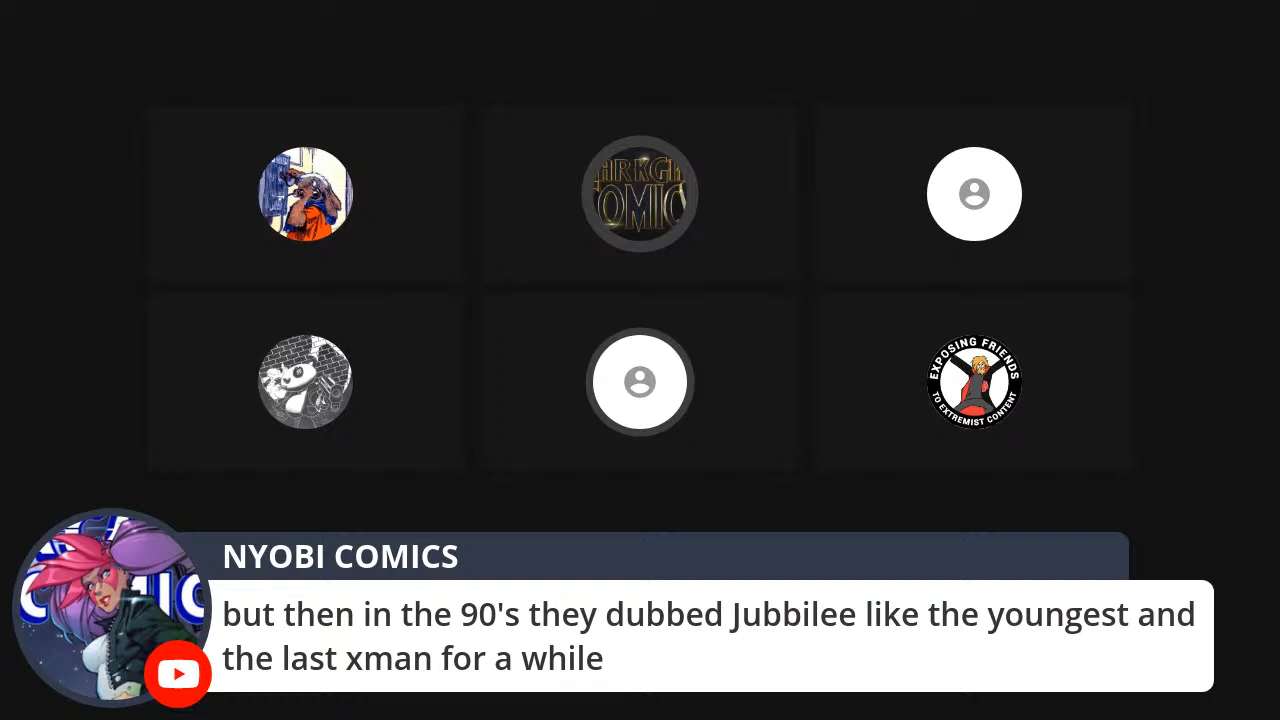 EXPOSING FRIENDS
TO EXTREMIST CONTENT
NYOBI COMICS
but then in the 90's they dubbed Jubbilee like the youngest and
the last xman for a while